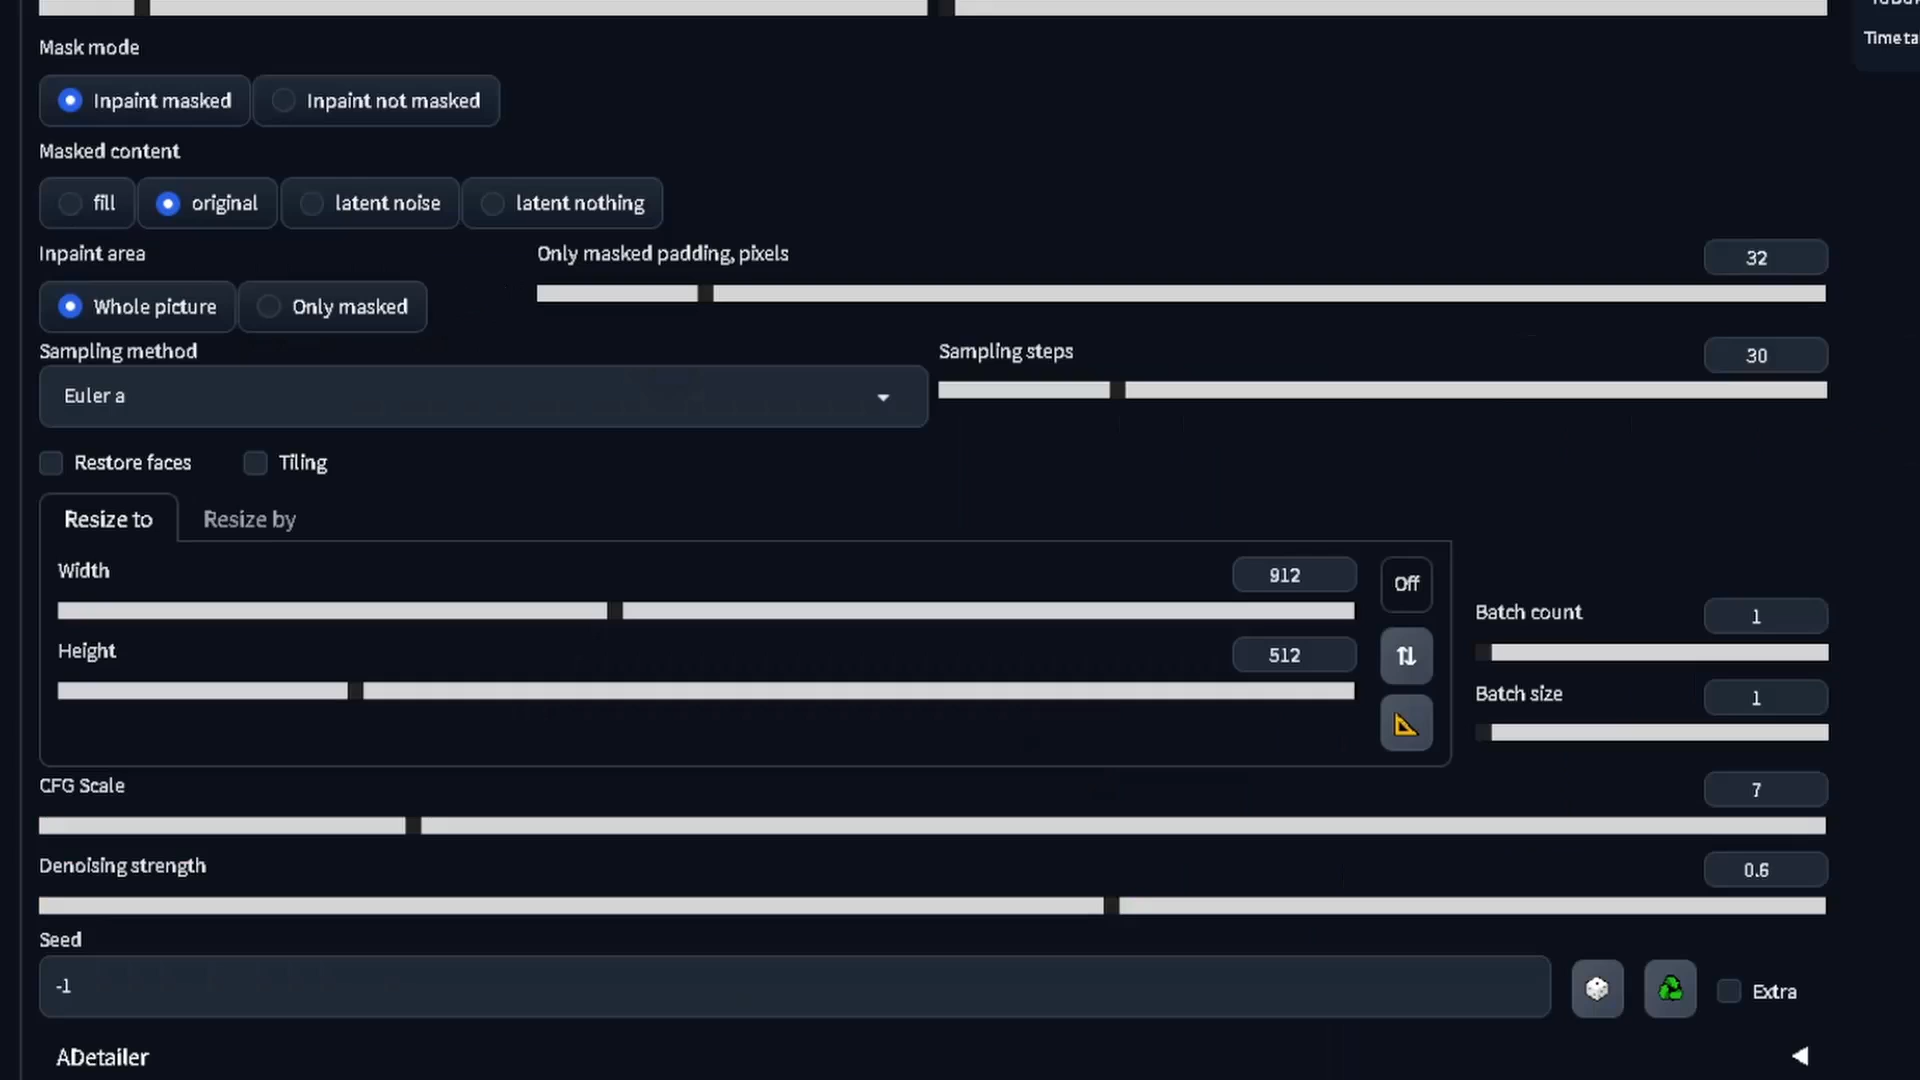 Mask mode
Inpaint masked Inpaint not masked
Masked content
fill original latent noise latent nothing
Inpaint area Only masked padding, pixels 32
Whole picture Only masked
Sampling method Sampling steps 30
Euler a
Restore faces Tiling
Resize to Resize by
Width 912 Off
Height 512
Batch count 1
Batch size 1
CFG Scale 7
Denoising strength 0.6
Seed
-1
Extra
ADetailer